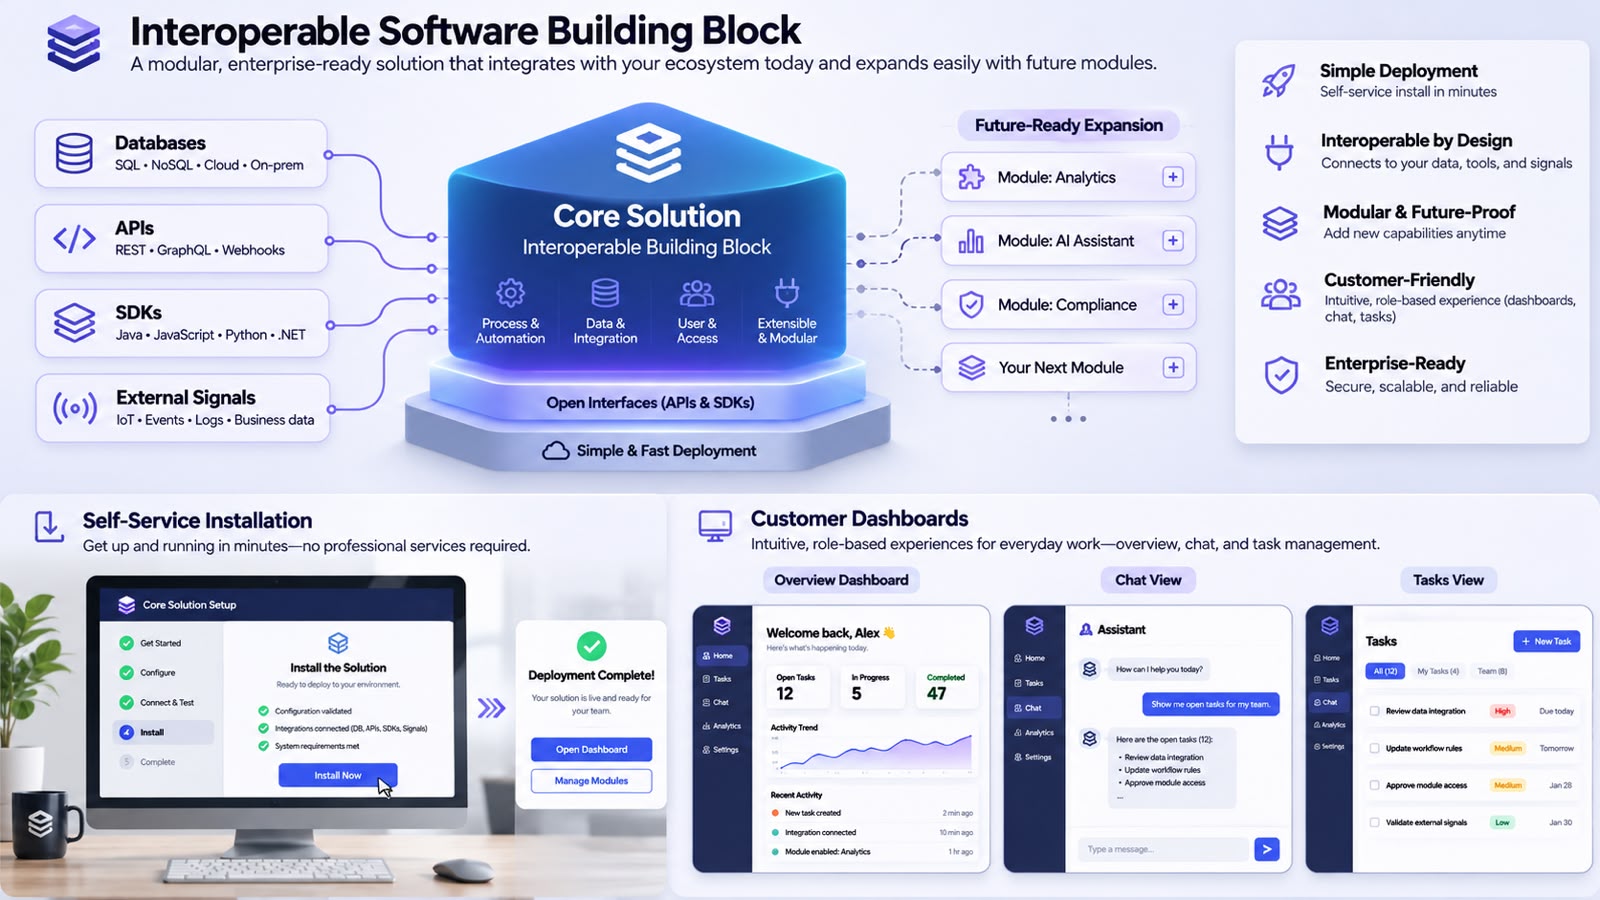 Interoperable Software Building Block
A modular, enterprise-ready solution that integrates with your ecosystem today and expands easily with future modules.
Databases
SQL • NoSQL • Cloud • On-prem
APIs
REST • GraphQL • Webhooks
SDKs
Java • JavaScript • Python • .NET
External Signals
IoT • Events • Logs • Business data
Core Solution
Interoperable Building Block
Process &
Automation
Data &
Integration
User &
Access
Extensible
& Modular
Open Interfaces (APIs & SDKs)
Simple & Fast Deployment
Future-Ready Expansion
Module: Analytics
Module: AI Assistant
Module: Compliance
Your Next Module
Simple Deployment
Self-service install in minutes
Interoperable by Design
Connects to your data, tools, and signals
Modular & Future-Proof
Add new capabilities anytime
Customer-Friendly
Intuitive, role-based experience (dashboards,
chat, tasks)
Enterprise-Ready
Secure, scalable, and reliable
Self-Service Installation
Get up and running in minutes—no professional services required.
Core Solution Setup
Get Started
Configure
Connect & Test
4 Install
5 Complete
Install the Solution
Ready to deploy to your environment.
Configuration validated
Integrations connected (DB, APIs, SDKs, Signals)
System requirements met
Install Now
Deployment Complete!
Your solution is live and ready for
your team.
Open Dashboard
Manage Modules
Customer Dashboards
Intuitive, role-based experiences for everyday work—overview, chat, and task management.
Overview Dashboard
Home
Tasks
Chat
Analytics
Settings
Welcome back, Alex 👋
Here's what's happening today.
Open Tasks
12
In Progress
5
Completed
47
Activity Trend
Recent Activity
New task created 2 min ago
Integration connected 10 min ago
Module enabled: Analytics 1 hr ago
Chat View
Home
Tasks
Chat
Analytics
Settings
Assistant
How can I help you today?
Show me open tasks for my team.
Here are the open tasks (12):
• Review data integration
• Update workflow rules
• Approve module access
...
Type a message...
Tasks View
Home
Tasks
Chat
Analytics
Settings
Tasks
+ New Task
All (12) My Tasks (4) Team (8)
Review data integration High Due today
Update workflow rules Medium Tomorrow
Approve module access Medium Jan 28
Validate external signals Low Jan 30